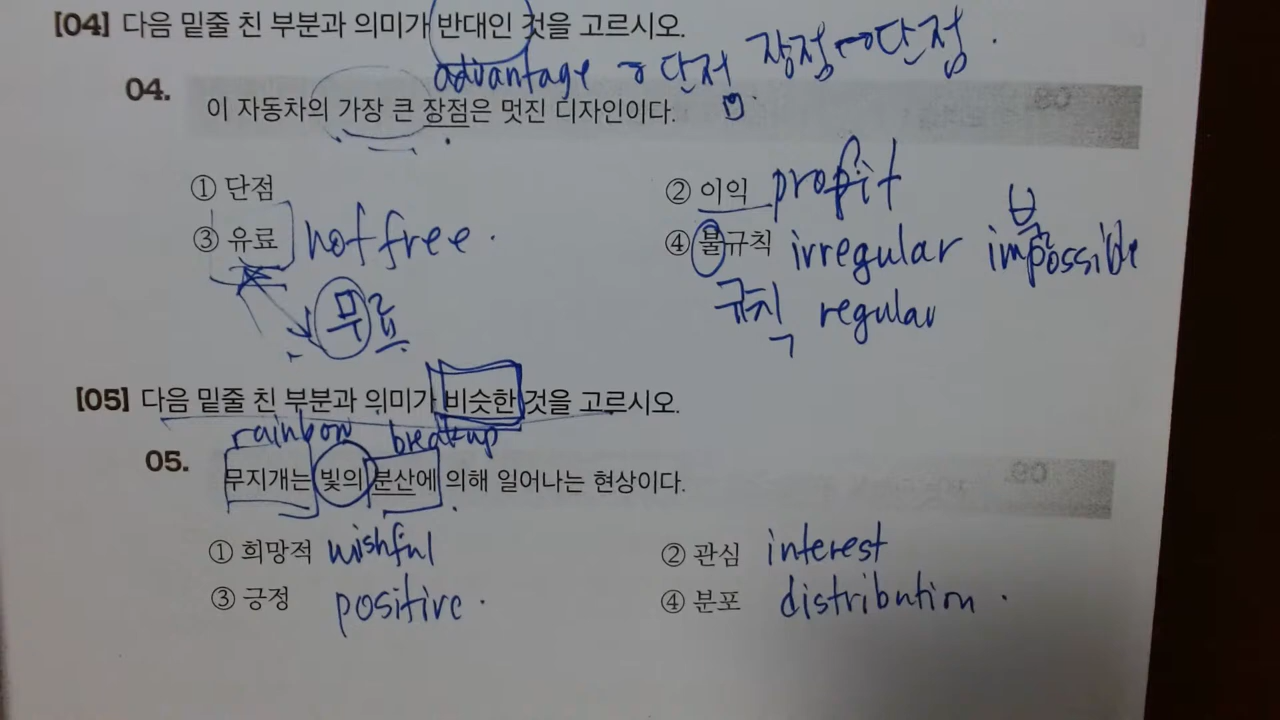 [04] 다음 밑줄 친 부분과 의미가 반대인 것을 고르시오.
advantage ↔ 단점 장점↔단점.
04. 이 자동차의 가장 큰 장점은 멋진 디자인이다.
① 단점
② 이익 profit
③ 유료 not free.
④ 불규칙 irregular impossible
불
무료
규칙 regular
[05] 다음 밑줄 친 부분과 의미가 비슷한 것을 고르시오.
rainbow breakup
05. 무지개는 빛의 분산에 의해 일어나는 현상이다.
① 희망적 wishful
② 관심 interest
③ 긍정 positive.
④ 분포 distribution.